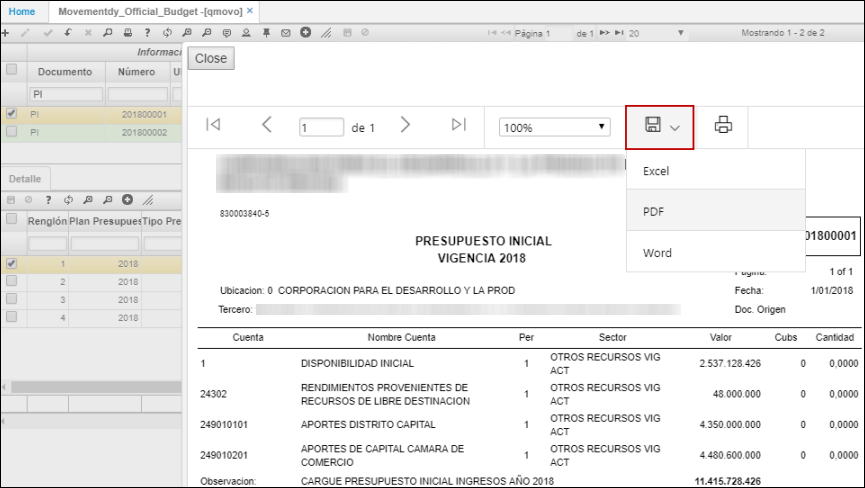 Home Movementdy_Official_Budget -[qmovo] ×
Página 1 de 1 20 Mostrando 1 - 2 de 2
Informaci
Documento Número U
PI
PI 201800001
PI 201800002
Detalle
Renglón Plan Presupues Tipo Pre
1 2018
2 2018
3 2018
4 2018
Close
1 de 1 100%
Excel
PDF
Word
830003840-5
PRESUPUESTO INICIAL
VIGENCIA 2018
01800001
Pagina: 1 of 1
Ubicacion: 0 CORPORACION PARA EL DESARROLLO Y LA PROD Fecha: 1/01/2018
Tercero: Doc. Origen
Cuenta Nombre Cuenta Per Sector Valor Cubs Cantidad
1 DISPONIBILIDAD INICIAL 1 OTROS RECURSOS VIG ACT 2.537.128.426 0 0,0000
24302 RENDIMIENTOS PROVENIENTES DE RECURSOS DE LIBRE DESTINACION 1 OTROS RECURSOS VIG ACT 48.000.000 0 0,0000
249010101 APORTES DISTRITO CAPITAL 1 OTROS RECURSOS VIG ACT 4.350.000.000 0 0,0000
249010201 APORTES DE CAPITAL CAMARA DE COMERCIO 1 OTROS RECURSOS VIG ACT 4.480.600.000 0 0,0000
Observacion: CARGUE PRESUPUESTO INICIAL INGRESOS AÑO 2018 11.415.728.426